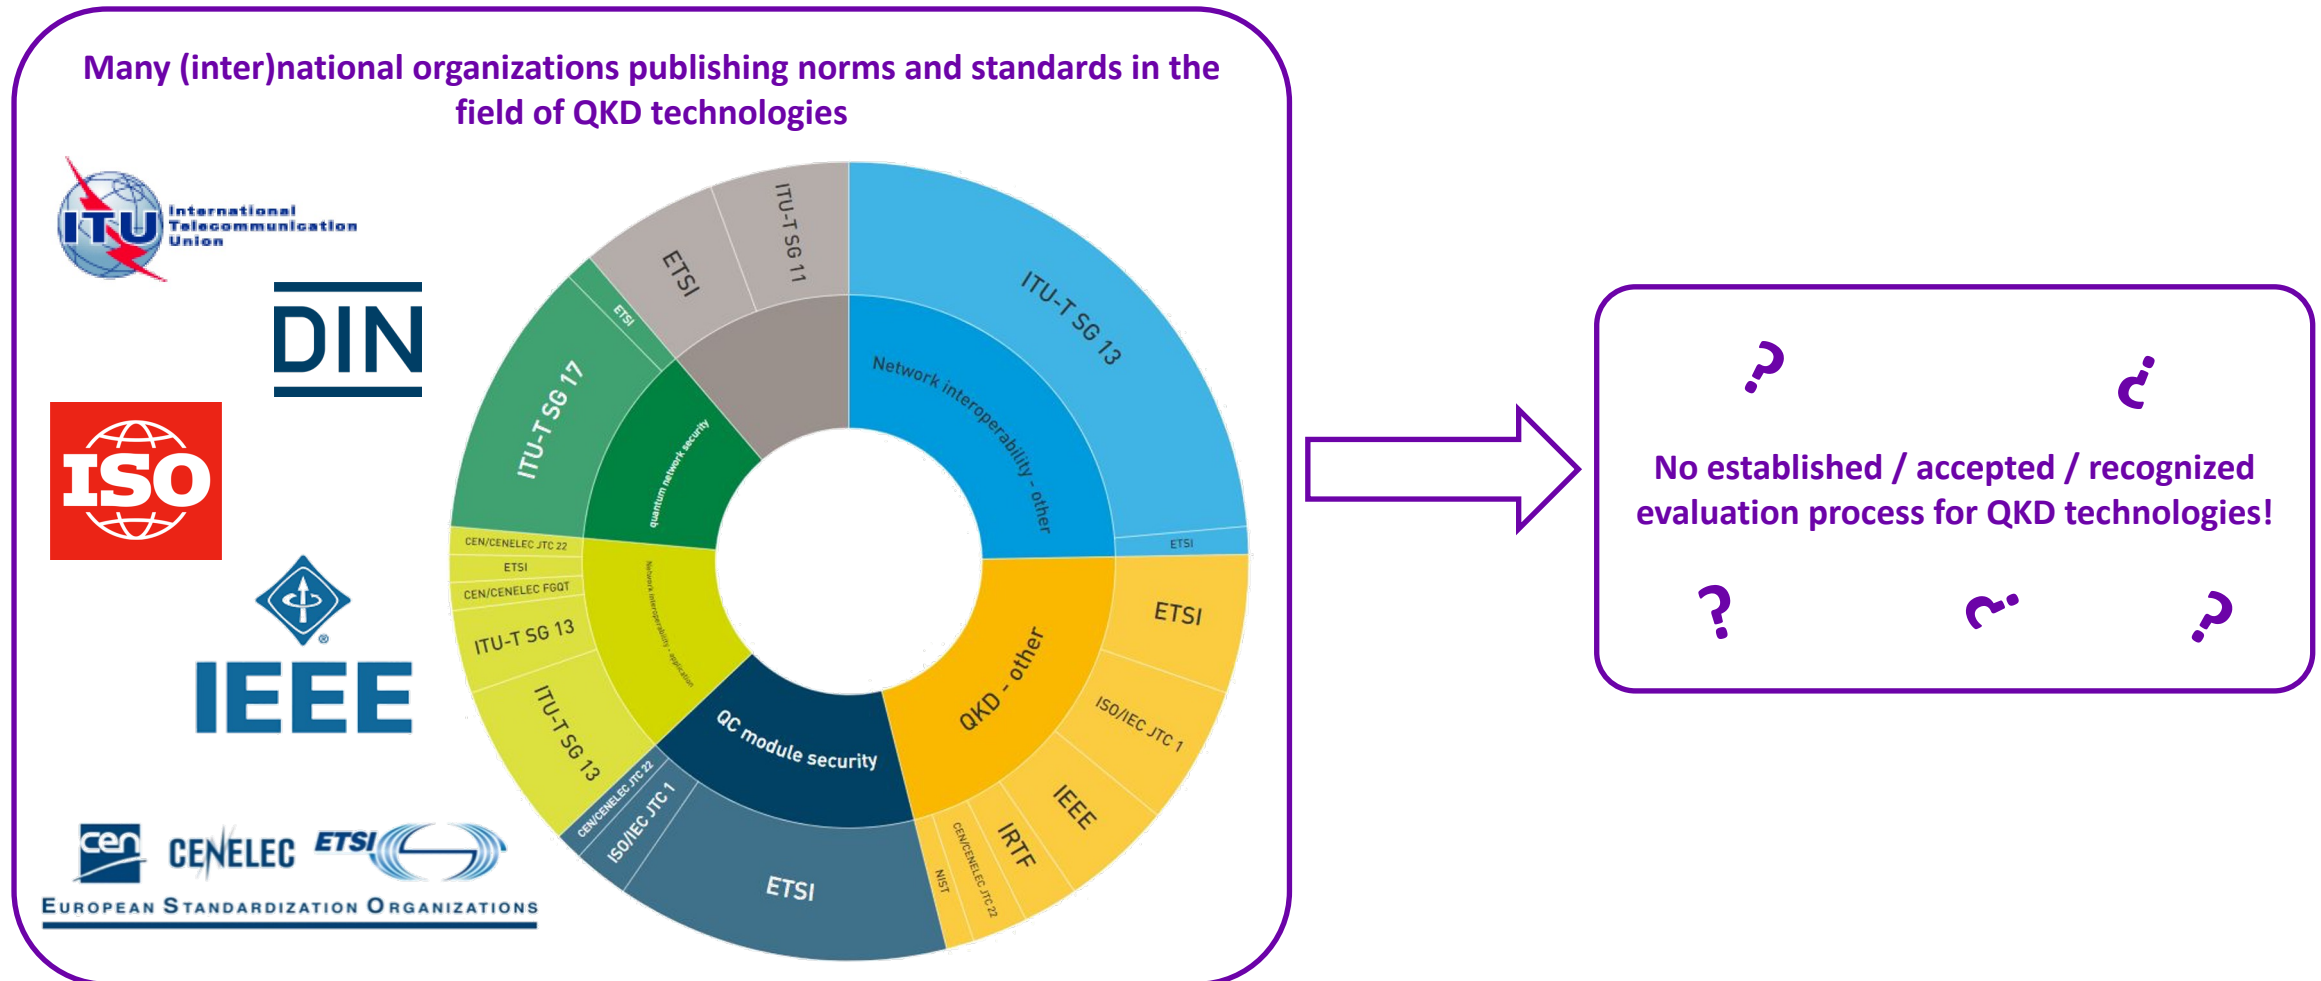 Many (inter)national organizations publishing norms and standards in the
field of QKD technologies
ITU
International
Telecommunication
Union
DIN
ISO
IEEE
®
cen
CENELEC
ETSI
EUROPEAN STANDARDIZATION ORGANIZATIONS
ITU-T SG 11
ETSI
ITU-T SG 13
Network interoperability - other
ETSI
QKD - other
ETSI
ISO/IEC JTC 1
IEEE
IRTF
CEN/CENELEC JTC 22
NIST
QC module security
ETSI
ISO/IEC JTC 1
CEN/CENELEC JTC 22
Network interoperability - application
ITU-T SG 13
ITU-T SG 13
CEN/CENELEC FGQT
ETSI
CEN/CENELEC JTC 22
quantum network security
ITU-T SG 17
ETSI
?
?
No established / accepted / recognized
evaluation process for QKD technologies!
?
?
?